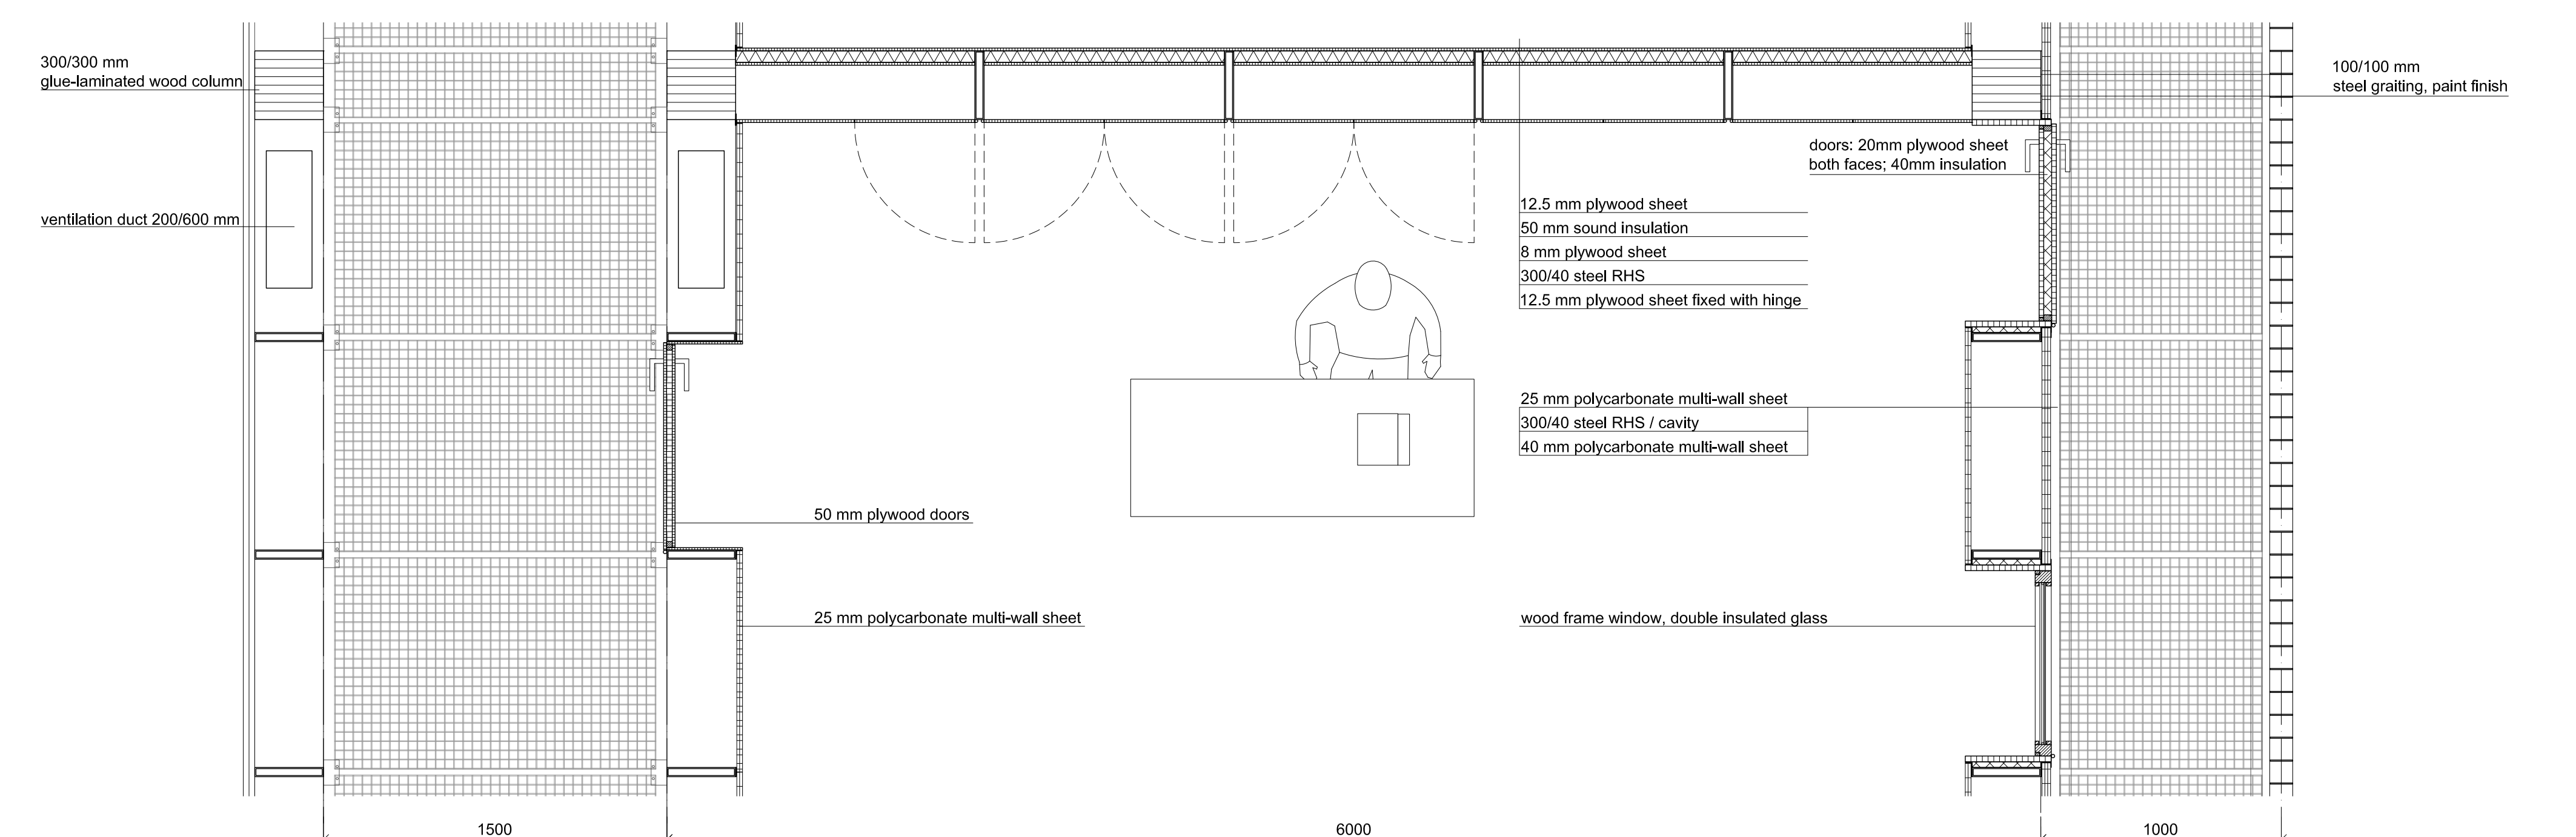 300/300 mm
glue-laminated wood column
100/100 mm
steel graiting, paint finish
doors: 20mm plywood sheet
both faces; 40mm insulation
ventilation duct 200/600 mm
12.5 mm plywood sheet
50 mm sound insulation
8 mm plywood sheet
300/40 steel RHS
12.5 mm plywood sheet fixed with hinge
25 mm polycarbonate multi-wall sheet
300/40 steel RHS / cavity
40 mm polycarbonate multi-wall sheet
50 mm plywood doors
25 mm polycarbonate multi-wall sheet
wood frame window, double insulated glass
1500
6000
1000